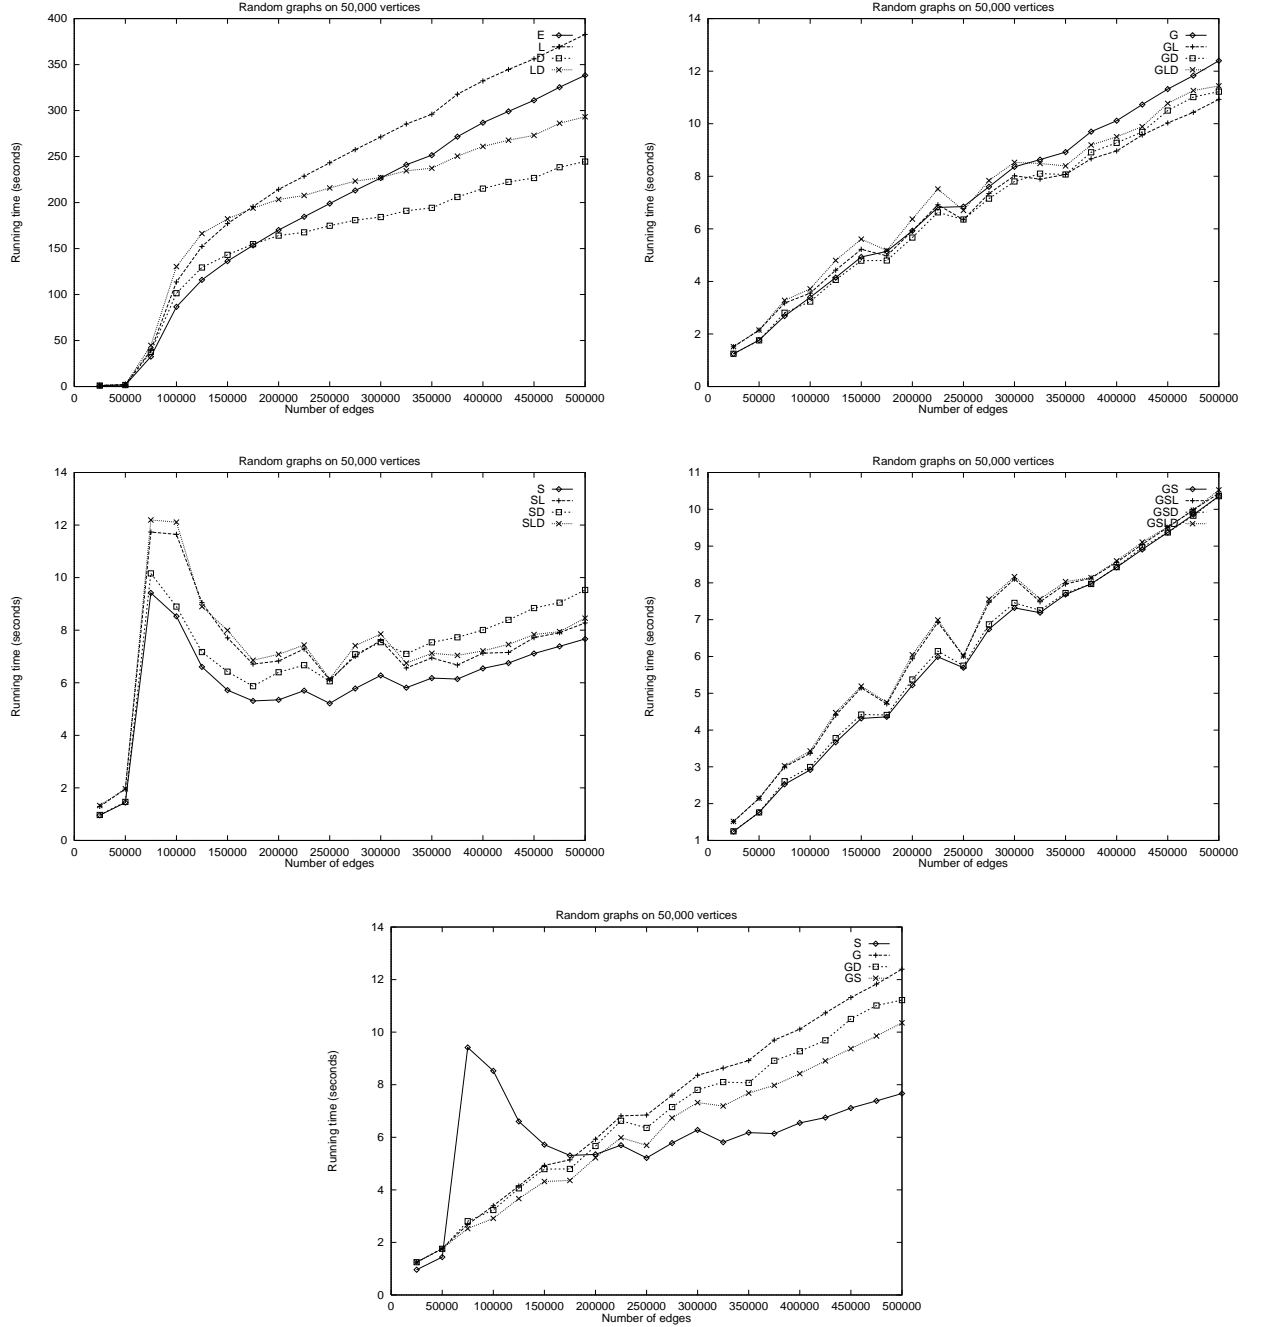 Random graphs on 50,000 vertices
400
350
300
250
200
150
100
50
0
Running time (seconds)
E
L
D
LD
0 50000 100000 150000 200000 250000 300000 350000 400000 450000 500000
Number of edges
Random graphs on 50,000 vertices
14
12
10
8
6
4
2
0
Running time (seconds)
G
GL
GD
GLD
0 50000 100000 150000 200000 250000 300000 350000 400000 450000 500000
Number of edges
Random graphs on 50,000 vertices
14
12
10
8
6
4
2
0
Running time (seconds)
S
SL
SD
SLD
0 50000 100000 150000 200000 250000 300000 350000 400000 450000 500000
Number of edges
Random graphs on 50,000 vertices
11
10
9
8
7
6
5
4
3
2
1
Running time (seconds)
GS
GSL
GSD
GSLD
0 50000 100000 150000 200000 250000 300000 350000 400000 450000 500000
Number of edges
Random graphs on 50,000 vertices
14
12
10
8
6
4
2
0
Running time (seconds)
S
G
GD
GS
0 50000 100000 150000 200000 250000 300000 350000 400000 450000 500000
Number of edges